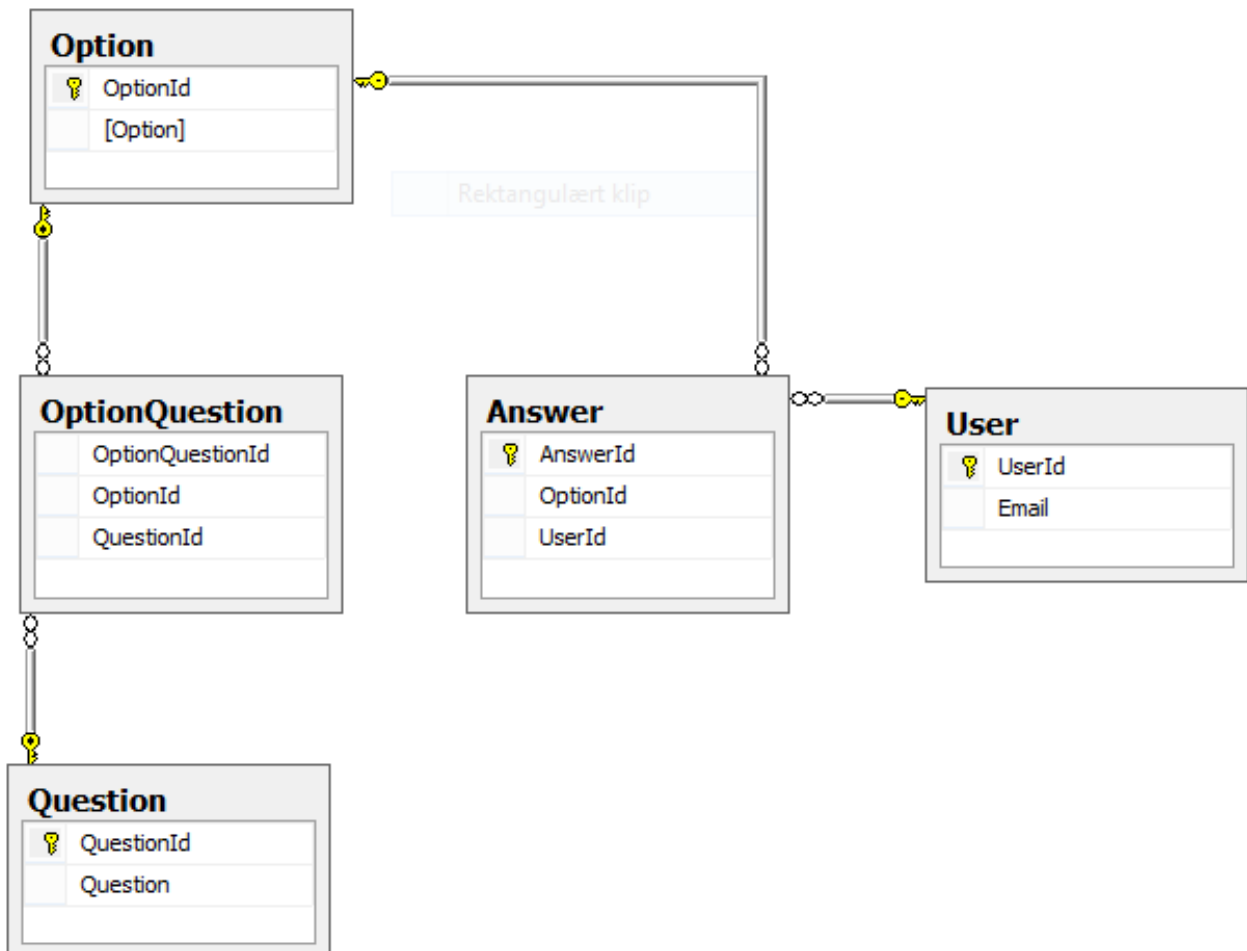 Option
OptionId
[Option]
Rektangulært klip
OptionQuestion
OptionQuestionId
OptionId
QuestionId
Answer
AnswerId
OptionId
UserId
User
UserId
Email
Question
QuestionId
Question